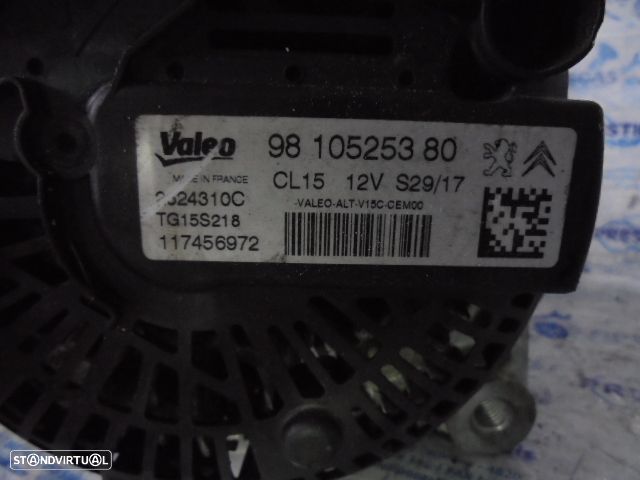 Valeo
98 105253 80
MADE IN FRANCE
CL15 12V S29/17
2624310C
-VALEO-ALT-V15C-CEM00
TG15S218
117456972
STANDVIRTUAL